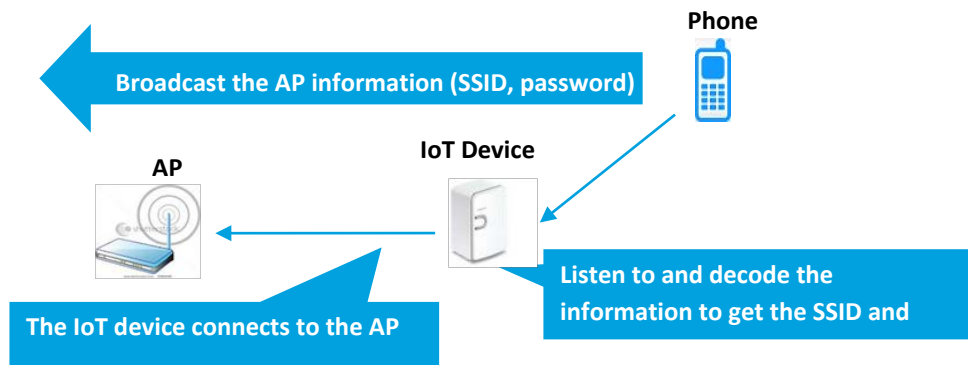 Phone
Broadcast the AP information (SSID, password)
IoT Device
AP
Listen to and decode the
information to get the SSID and
The IoT device connects to the AP